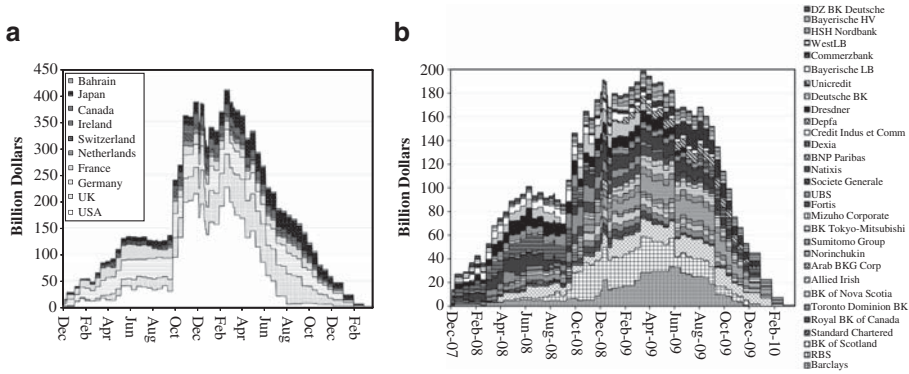 a
Billion Dollars
450
400
350
300
250
200
150
100
50
0
Bahrain
Japan
Canada
Ireland
Switzerland
Netherlands
France
Germany
UK
USA
Dec
Feb
Apr
Jun
Aug
Oct
Dec
Feb
Apr
Jun
Aug
Oct
Dec
Feb
b
Billion Dollars
200
180
160
140
120
100
80
60
40
20
0
Dec-07
Feb-08
Apr-08
Jun-08
Aug-08
Oct-08
Dec-08
Feb-09
Apr-09
Jun-09
Aug-09
Oct-09
Dec-09
Feb-10
DZ BK Deutsche
Bayerische HV
HSH Nordbank
WestLB
Commerzbank
Bayerische LB
Unicredit
Deutsche BK
Dresdner
Depfa
Credit Indus et Comm
Dexia
BNP Paribas
Natixis
Societe Generale
UBS
Fortis
Mizuho Corporate
BK Tokyo-Mitsubishi
Sumitomo Group
Norinchukin
Arab BKG Corp
Allied Irish
BK of Nova Scotia
Toronto Dominion BK
Royal BK of Canada
Standard Chartered
BK of Scotland
RBS
Barclays